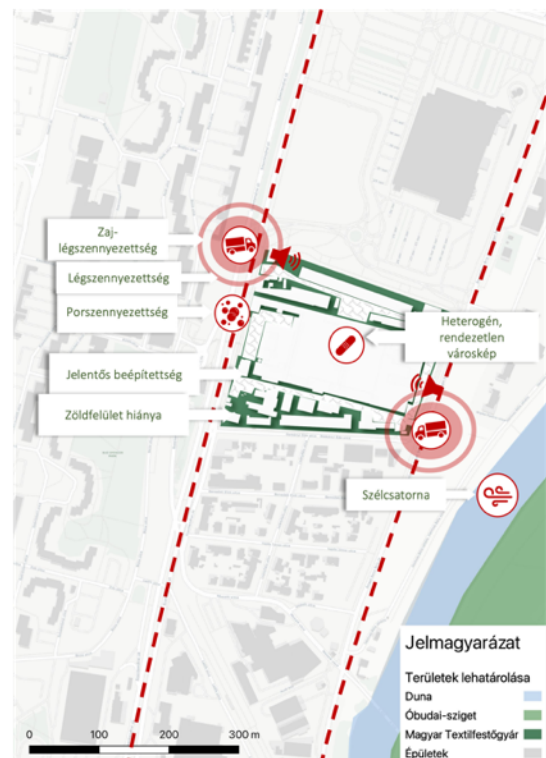 Zaj-
légszennyezettség
Légszennyezettség
Porszennyezettség
Heterogén,
rendezetlen
városkép
Jelentős beépítettség
Zöldfelület hiánya
Szélcsatorna
Jelmagyarázat
Területek lehatárolása
Duna
Óbudai-sziget
Magyar Textilfestőgyár
Épületek
0 100 200 300 m